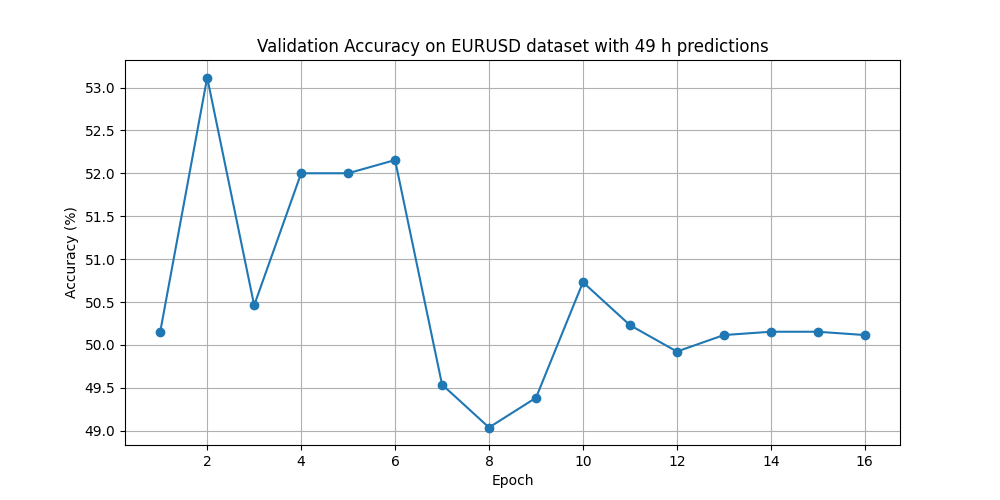 Validation Accuracy on EURUSD dataset with 49 h predictions
53.0
52.5
52.0
51.5
51.0
50.5
50.0
49.5
49.0
Accuracy (%)
2 4 6 8 10 12 14 16
Epoch